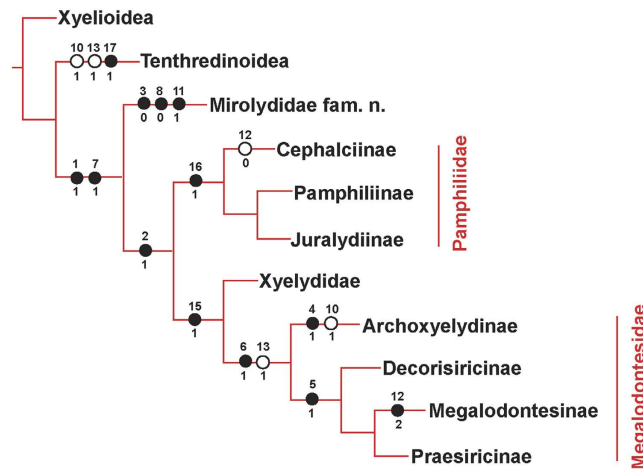 Xyelioidea
10 13 17
Tenthredinoidea
1 1 1
3 8 11
Mirolydidae fam. n.
0 0 1
12
Cephalciinae
0
16
1 7
1 1
1
Pamphiliinae
Pamphiliidae
2
Juralydiinae
1
Xyelydidae
15
4 10
1
Archoxyelydinae
1 1
6 13
1 1
Decorisiricinae
5
12
1
Megalodontesinae
2
Praesiricinae
Megalodontesidae